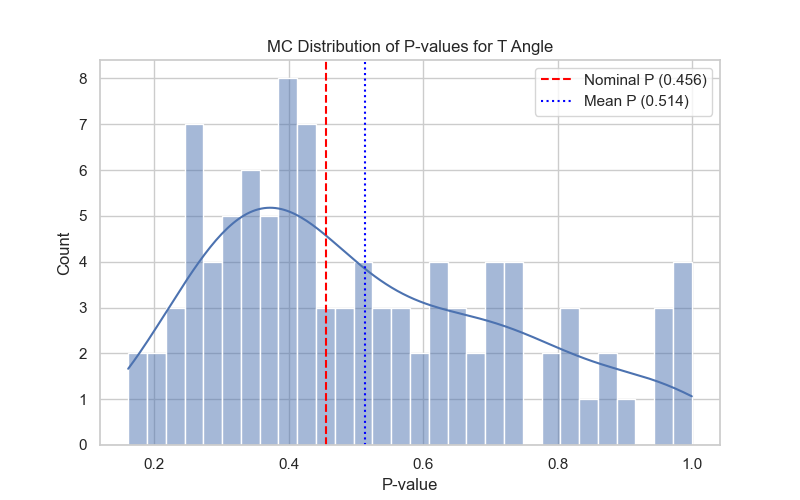 MC Distribution of P-values for T Angle
Nominal P (0.456)
Mean P (0.514)
8
7
6
5
4
3
2
1
0
Count
0.2 0.4 0.6 0.8 1.0
P-value